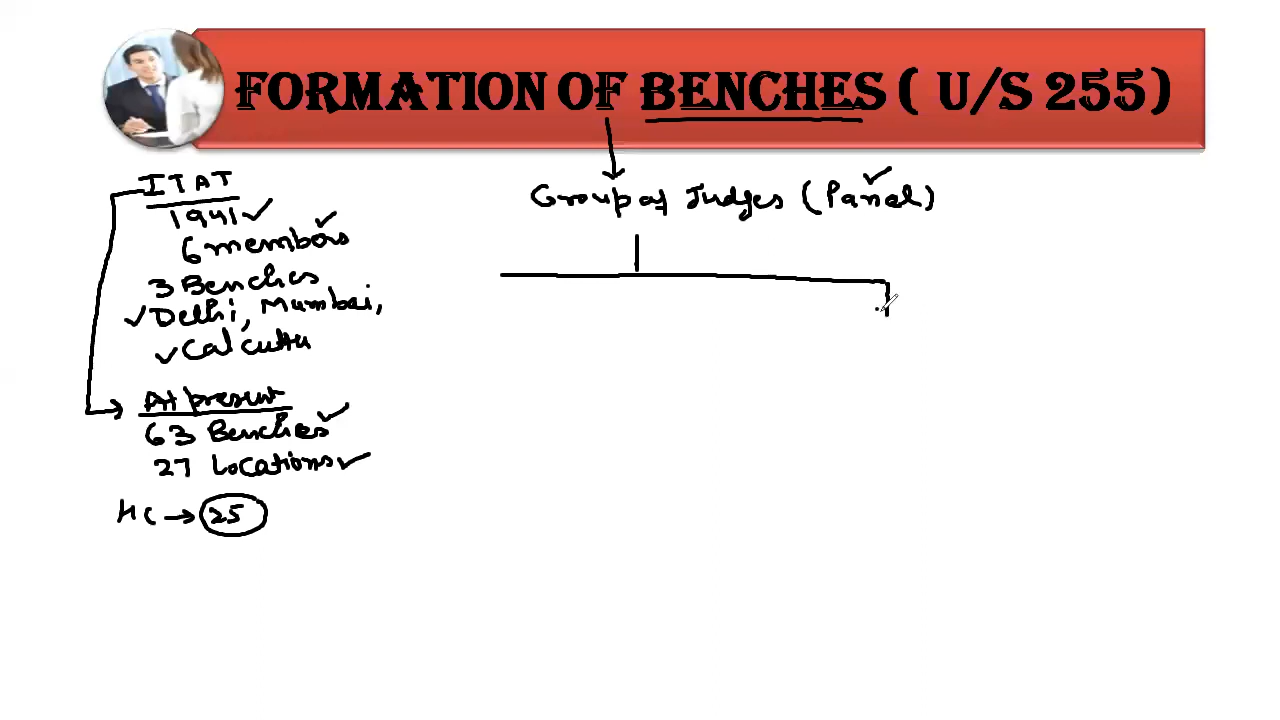 FORMATION OF BENCHES ( U/S 255)
Group of Judges (Panel)
ITAT
1941
6 members
3 Benches
Delhi, Mumbai,
Calcutta
At present
63 Benches
27 Locations
HC → 25